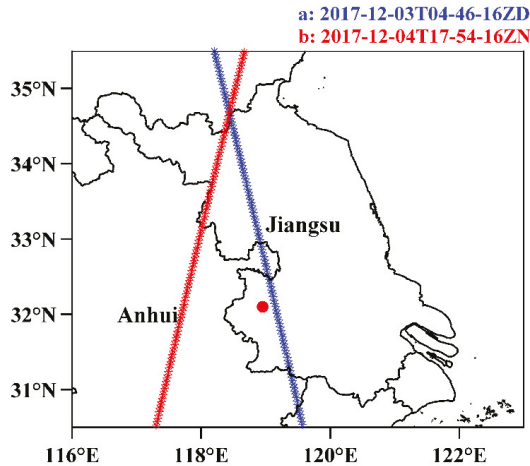 a: 2017-12-03T04-46-16ZD
b: 2017-12-04T17-54-16ZN
35°N
34°N
33°N
32°N
31°N
Jiangsu
Anhui
116°E
118°E
120°E
122°E